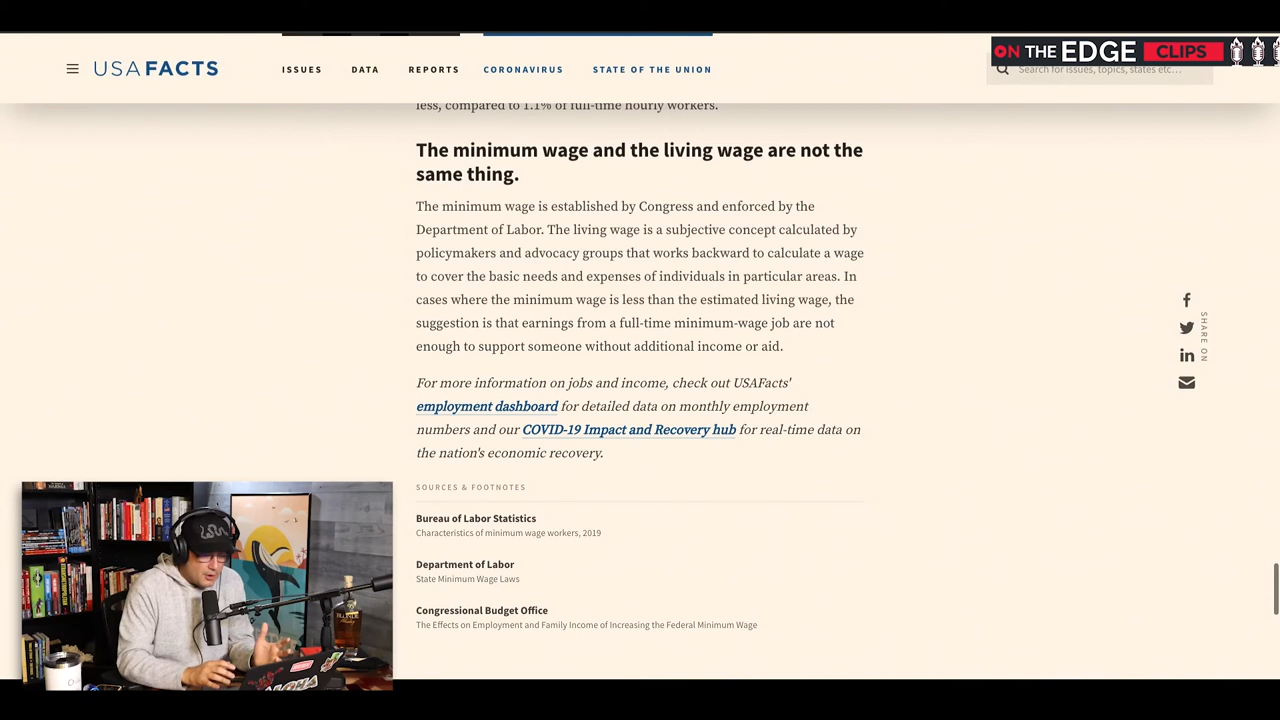 ON THE EDGE CLIPS
USAFACTS
ISSUES DATA REPORTS CORONAVIRUS STATE OF THE UNION
Search for issues, topics, states etc...
less, compared to 1.1% of full-time hourly workers.
The minimum wage and the living wage are not the
same thing.
The minimum wage is established by Congress and enforced by the
Department of Labor. The living wage is a subjective concept calculated by
policymakers and advocacy groups that works backward to calculate a wage
to cover the basic needs and expenses of individuals in particular areas. In
cases where the minimum wage is less than the estimated living wage, the
suggestion is that earnings from a full-time minimum-wage job are not
enough to support someone without additional income or aid.
SHARE ON
For more information on jobs and income, check out USAFacts'
employment dashboard for detailed data on monthly employment
numbers and our COVID-19 Impact and Recovery hub for real-time data on
the nation's economic recovery.
SOURCES & FOOTNOTES
Bureau of Labor Statistics
Characteristics of minimum wage workers, 2019
Department of Labor
State Minimum Wage Laws
Congressional Budget Office
The Effects on Employment and Family Income of Increasing the Federal Minimum Wage